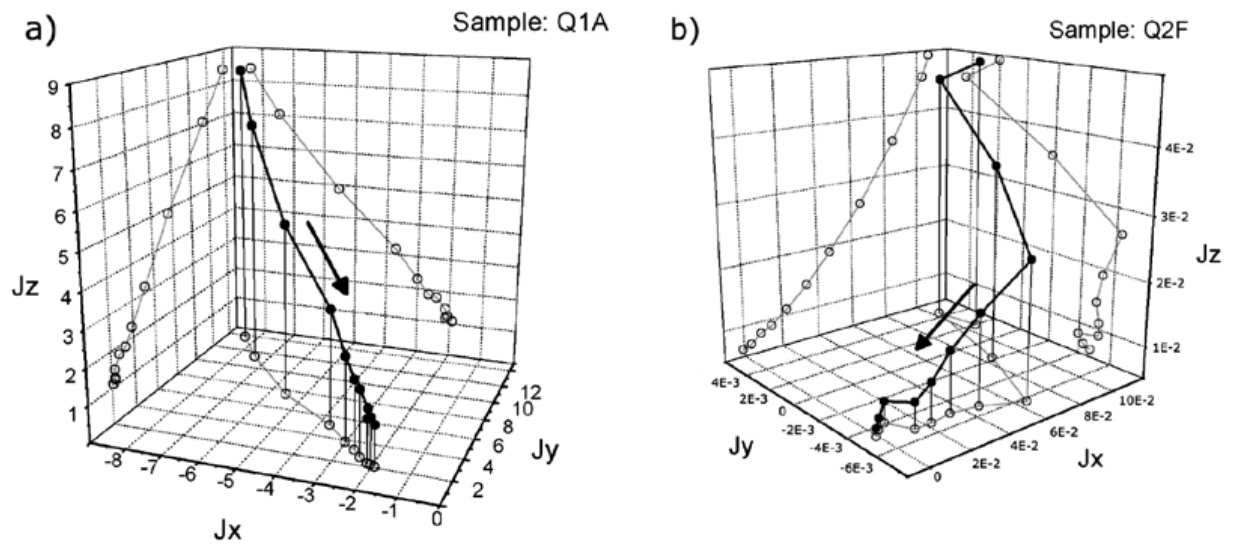 a)
Sample: Q1A
9
8
7
6
5
4
3
2
1
Jz
-8
-7
-6
-5
-4
-3
-2
-1
0
Jx
2
4
6
8
10
12
Jy
b)
Sample: Q2F
4E-2
3E-2
2E-2
1E-2
Jz
4E-3
2E-3
0
-2E-3
-4E-3
-6E-3
Jy
0
2E-2
4E-2
6E-2
8E-2
10E-2
Jx